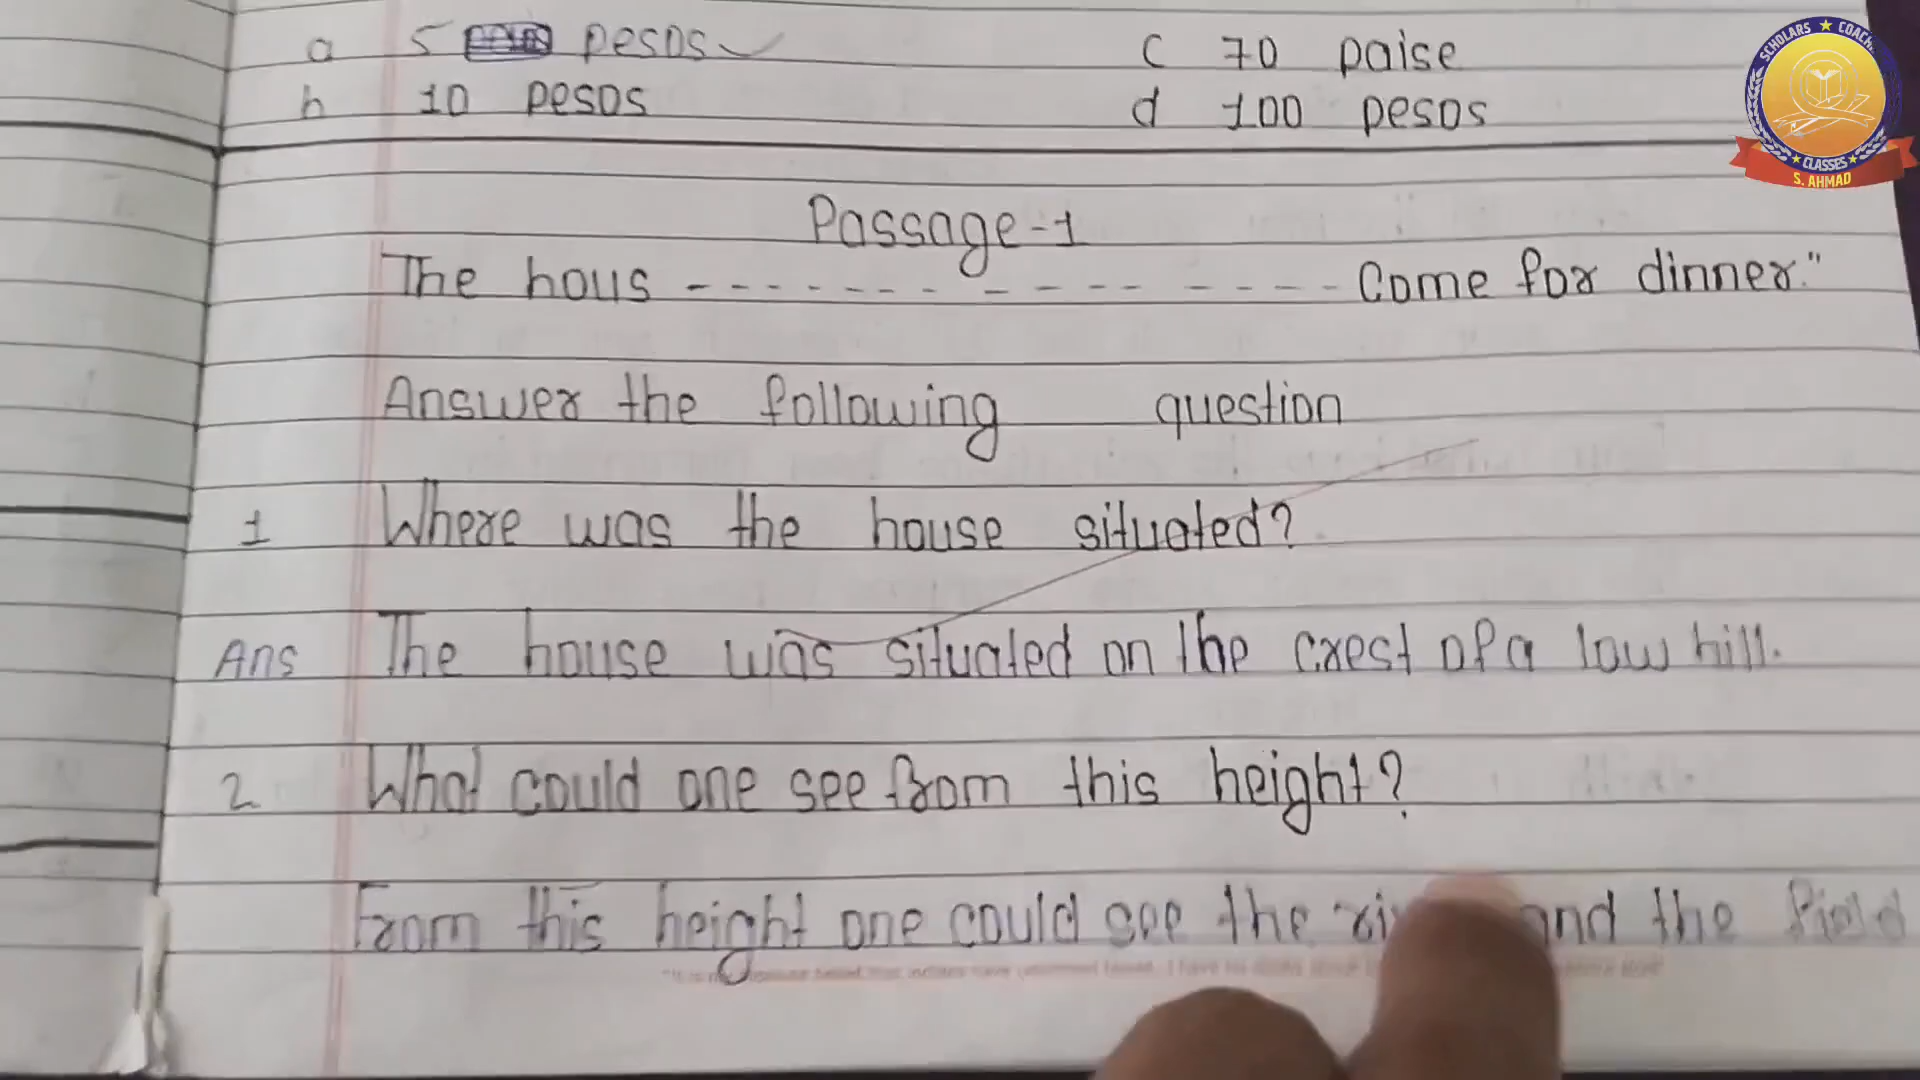 a 5 pesos c 70 paise
b 10 pesos d 100 pesos
Passage-1
The hous - - - - - - - - - - - - - - - Come for dinner."
Answer the following question
1 Where was the house situated?
Ans The house was situated on the crest of a low hill.
2 What could one see from this height?
From this height one could see the and the field
SCHOLARS ★ COACHING
★ CLASSES ★
S. AHMAD